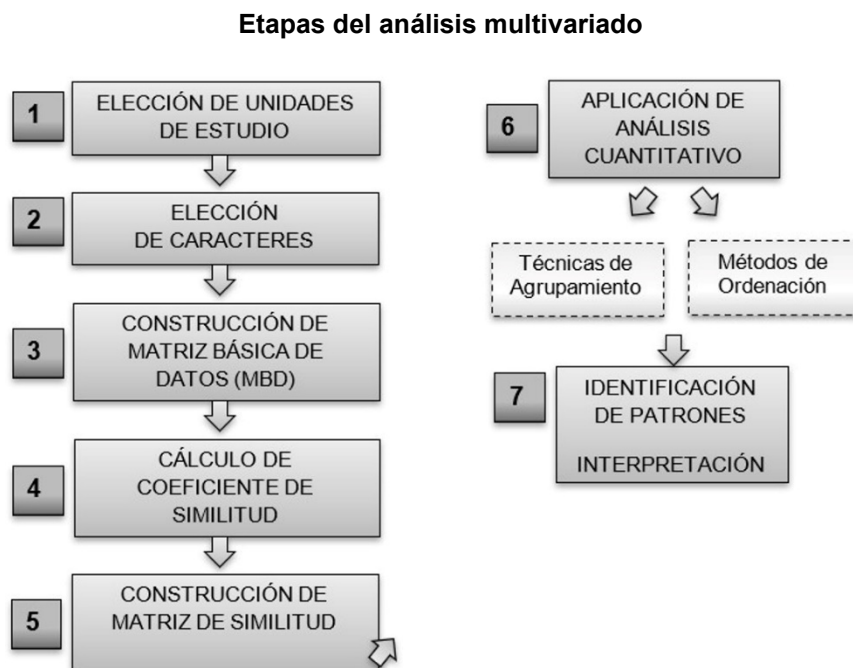 Etapas del análisis multivariado
1
ELECCIÓN DE UNIDADES
DE ESTUDIO
2
ELECCIÓN
DE CARACTERES
3
CONSTRUCCIÓN DE
MATRIZ BÁSICA DE
DATOS (MBD)
4
CÁLCULO DE
COEFICIENTE DE
SIMILITUD
5
CONSTRUCCIÓN DE
MATRIZ DE SIMILITUD
6
APLICACIÓN DE
ANÁLISIS
CUANTITATIVO
Técnicas de
Agrupamiento
Métodos de
Ordenación
7
IDENTIFICACIÓN
DE PATRONES
INTERPRETACIÓN